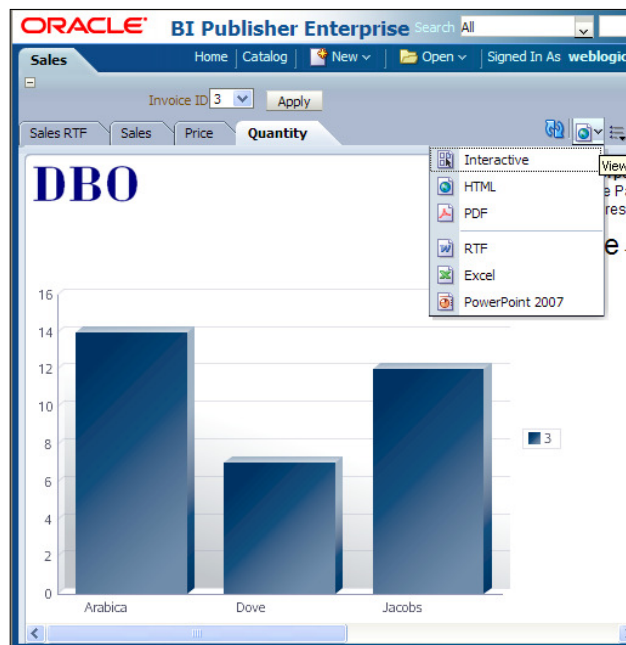 ORACLE BI PUBLISHER Enterprise Search All
Sales Home Catalog New Open Signed In As weblogic
Invoice ID 3 Apply
Sales RTF Sales Price Quantity
Interactive
View
HTML
PDF
RTF
Excel
PowerPoint 2007
DBO
16
14
12
10
8
6
4
2
0
3
Arabica Dove Jacobs